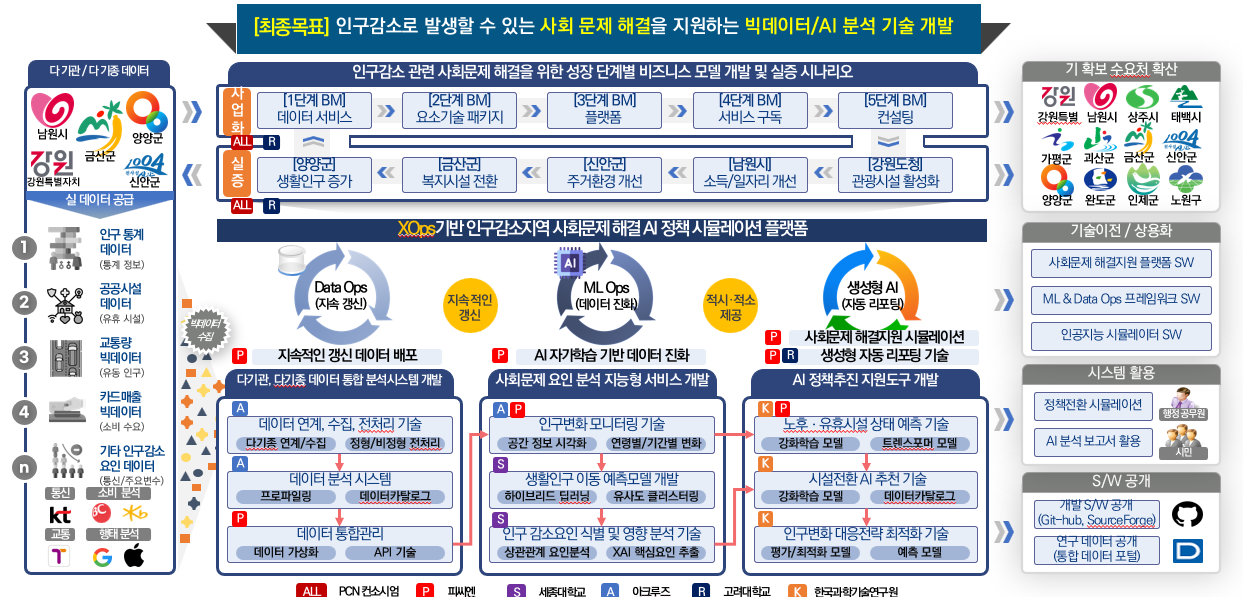 [최종목표] 인구감소로 발생할 수 있는 사회 문제 해결을 지원하는 빅데이터/AI 분석 기술 개발
다기관 / 다기종 데이터
남원시
금산군
양양군
강원
강원특별자치
1004
신안군
실 데이터 공급
1
인구 통계
데이터
(통계 정보)
2
공공시설
데이터
(유휴 시설)
3
교통량
빅데이터
(유동 인구)
4
카드매출
빅데이터
(소비 수요)
n
기타 인구감소
요인 데이터
(통신/주요변수)
통신
소비 분석
kt
BC
Kb
교통
행태 분석
T
G
빅데이터
수집
인구감소 관련 사회문제 해결을 위한 성장 단계별 비즈니스 모델 개발 및 실증 시나리오
사업화
[1단계 BM]
데이터 서비스
[2단계 BM]
요소기술 패키지
[3단계 BM]
플랫폼
[4단계 BM]
서비스 구독
[5단계 BM]
컨설팅
ALL
R
실증
[양양군]
생활인구 증가
[금산군]
복지시설 전환
[신안군]
주거환경 개선
[남원시]
소득/일자리 개선
[강원도청]
관광시설 활성화
ALL
R
XOps기반 인구감소지역 사회문제 해결 AI 정책 시뮬레이션 플랫폼
Data Ops
(지속 갱신)
지속적인
갱신
AI
ML Ops
(데이터 진화)
적시·적소
제공
생성형 AI
(자동 리포팅)
P
지속적인 갱신 데이터 배포
P
AI 자기학습 기반 데이터 진화
P
사회문제 해결지원 시뮬레이션
P
R
생성형 자동 리포팅 기술
다기관, 다기종 데이터 통합 분석시스템 개발
A
데이터 연계, 수집, 전처리 기술
다기종 연계/수집
정형/비정형 전처리
A
데이터 분석 시스템
프로파일링
데이터카탈로그
P
데이터 통합관리
데이터 가상화
API 기술
사회문제 요인 분석 지능형 서비스 개발
A
P
인구변화 모니터링 기술
공간 정보 시각화
연령별/기간별 변화
S
생활인구 이동 예측모델 개발
하이브리드 딥러닝
유사도 클러스터링
S
인구 감소요인 식별 및 영향 분석 기술
상관관계 요인분석
XAI 핵심요인 추출
AI 정책추진 지원도구 개발
K
P
노후·유휴시설 상태 예측 기술
강화학습 모델
트렌스포머 모델
K
시설전환 AI 추천 기술
강화학습 모델
데이터카탈로그
K
인구변화 대응전략 최적화 기술
평가/최적화 모델
예측 모델
기 확보 수요처 확산
강원
강원특별
남원시
상주시
태백시
가평군
괴산군
금산군
1004
신안군
양양군
완도군
인제군
노원구
기술이전 / 상용화
사회문제 해결지원 플랫폼 SW
ML & Data Ops 프레임워크 SW
인공지능 시뮬레이터 SW
시스템 활용
정책전환 시뮬레이션
행정공무원
AI 분석 보고서 활용
시민
S/W 공개
개발 S/W 공개
(Git-hub, SourceForge)
연구 데이터 공개
(통합 데이터 포털)
D
ALL
PCN 컨소시엄
P
피씨엔
S
세종대학교
A
아크루즈
R
고려대학교
K
한국과학기술연구원